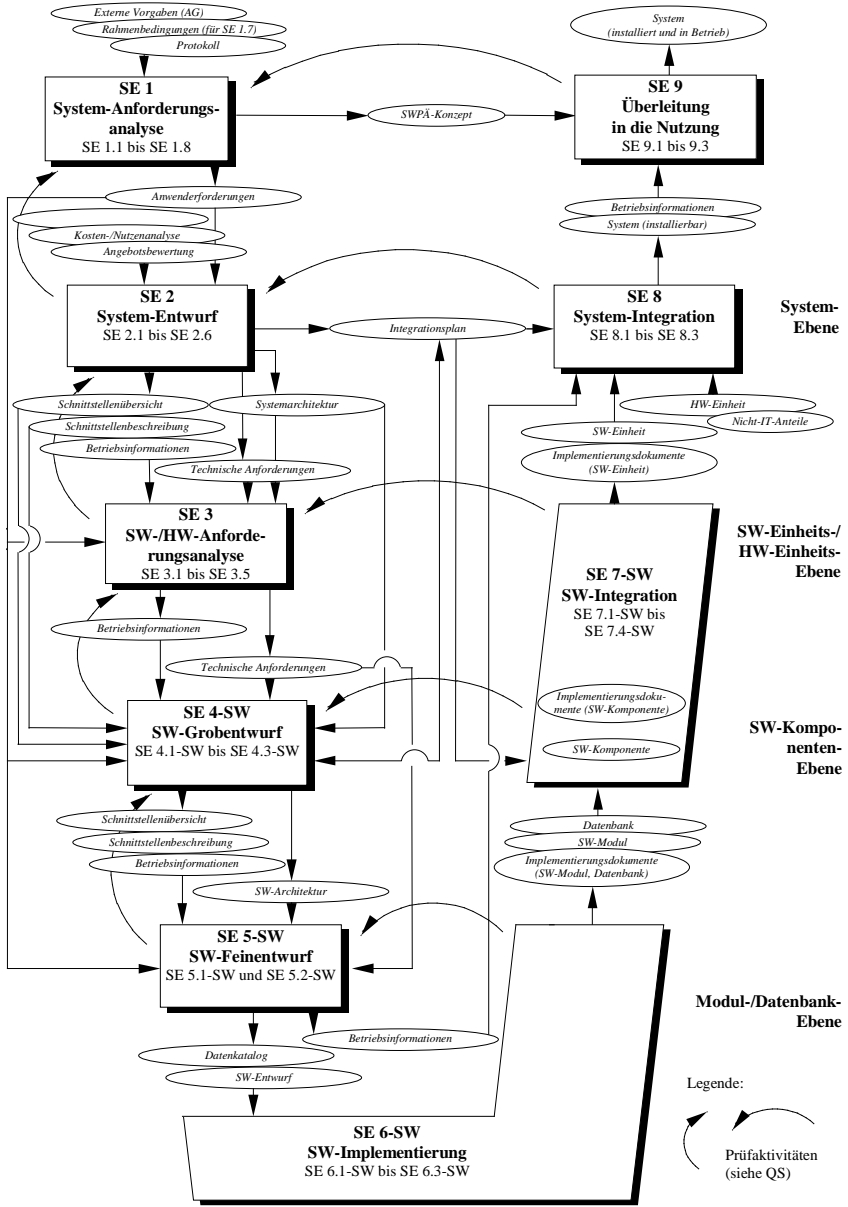 Externe Vorgaben (AG)
Rahmenbedingungen (für SE 1.7)
Protokoll
System
(installiert und in Betrieb)
SE 1
System-Anforderungs-
analyse
SE 1.1 bis SE 1.8
SWPÄ-Konzept
SE 9
Überleitung
in die Nutzung
SE 9.1 bis 9.3
Anwenderforderungen
Kosten-/Nutzenanalyse
Angebotsbewertung
Betriebsinformationen
System (installierbar)
SE 2
System-Entwurf
SE 2.1 bis SE 2.6
Integrationsplan
SE 8
System-Integration
SE 8.1 bis SE 8.3
System-
Ebene
Schnittstellenübersicht
Systemarchitektur
Schnittstellenbeschreibung
Betriebsinformationen
Technische Anforderungen
HW-Einheit
Nicht-IT-Anteile
SW-Einheit
Implementierungsdokumente
(SW-Einheit)
SE 3
SW-/HW-Anforde-
rungsanalyse
SE 3.1 bis SE 3.5
SW-Einheits-/
HW-Einheits-
Ebene
SE 7-SW
SW-Integration
SE 7.1-SW bis
SE 7.4-SW
Betriebsinformationen
Technische Anforderungen
Implementierungsdoku-
mente (SW-Komponente)
SW-Komponente
SE 4-SW
SW-Grobentwurf
SE 4.1-SW bis SE 4.3-SW
SW-Kompo-
nenten-
Ebene
Schnittstellenübersicht
Schnittstellenbeschreibung
Betriebsinformationen
SW-Architektur
Datenbank
SW-Modul
Implementierungsdokumente
(SW-Modul, Datenbank)
SE 5-SW
SW-Feinentwurf
SE 5.1-SW und SE 5.2-SW
Modul-/Datenbank-
Ebene
Betriebsinformationen
Datenkatalog
SW-Entwurf
SE 6-SW
SW-Implementierung
SE 6.1-SW bis SE 6.3-SW
Legende:
Prüfaktivitäten
(siehe QS)